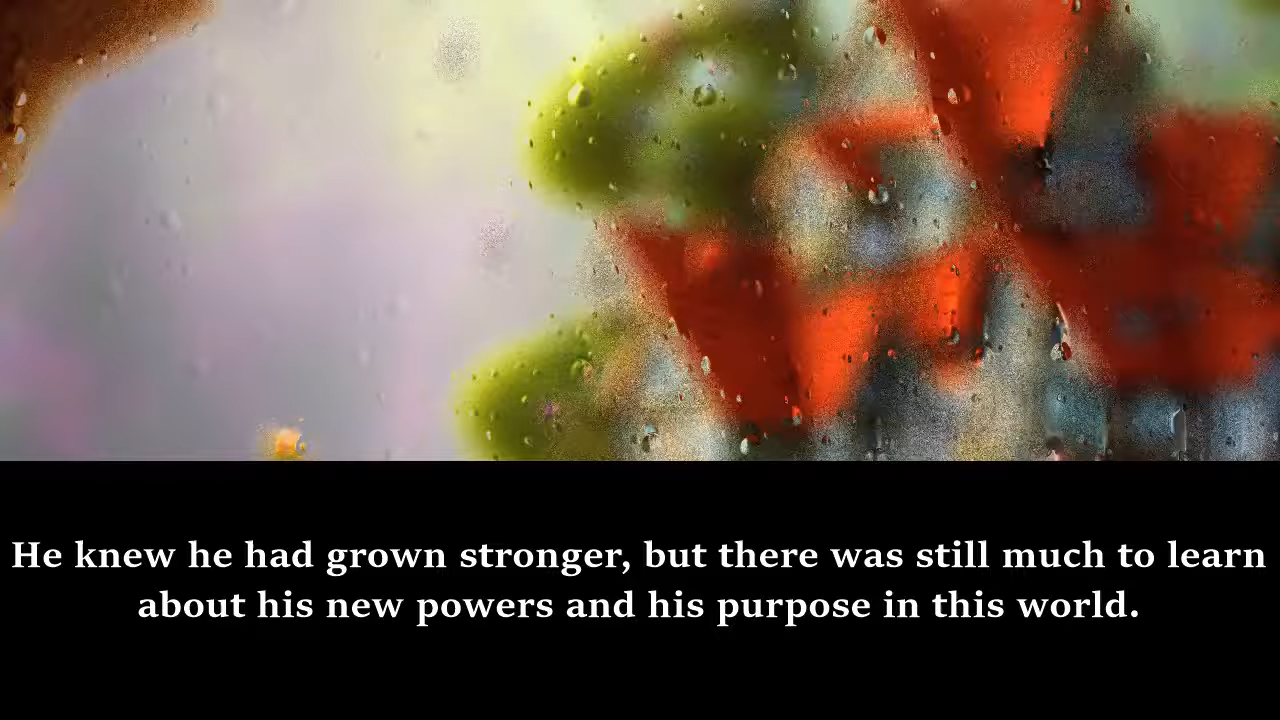 He knew he had grown stronger, but there was still much to learn
about his new powers and his purpose in this world.